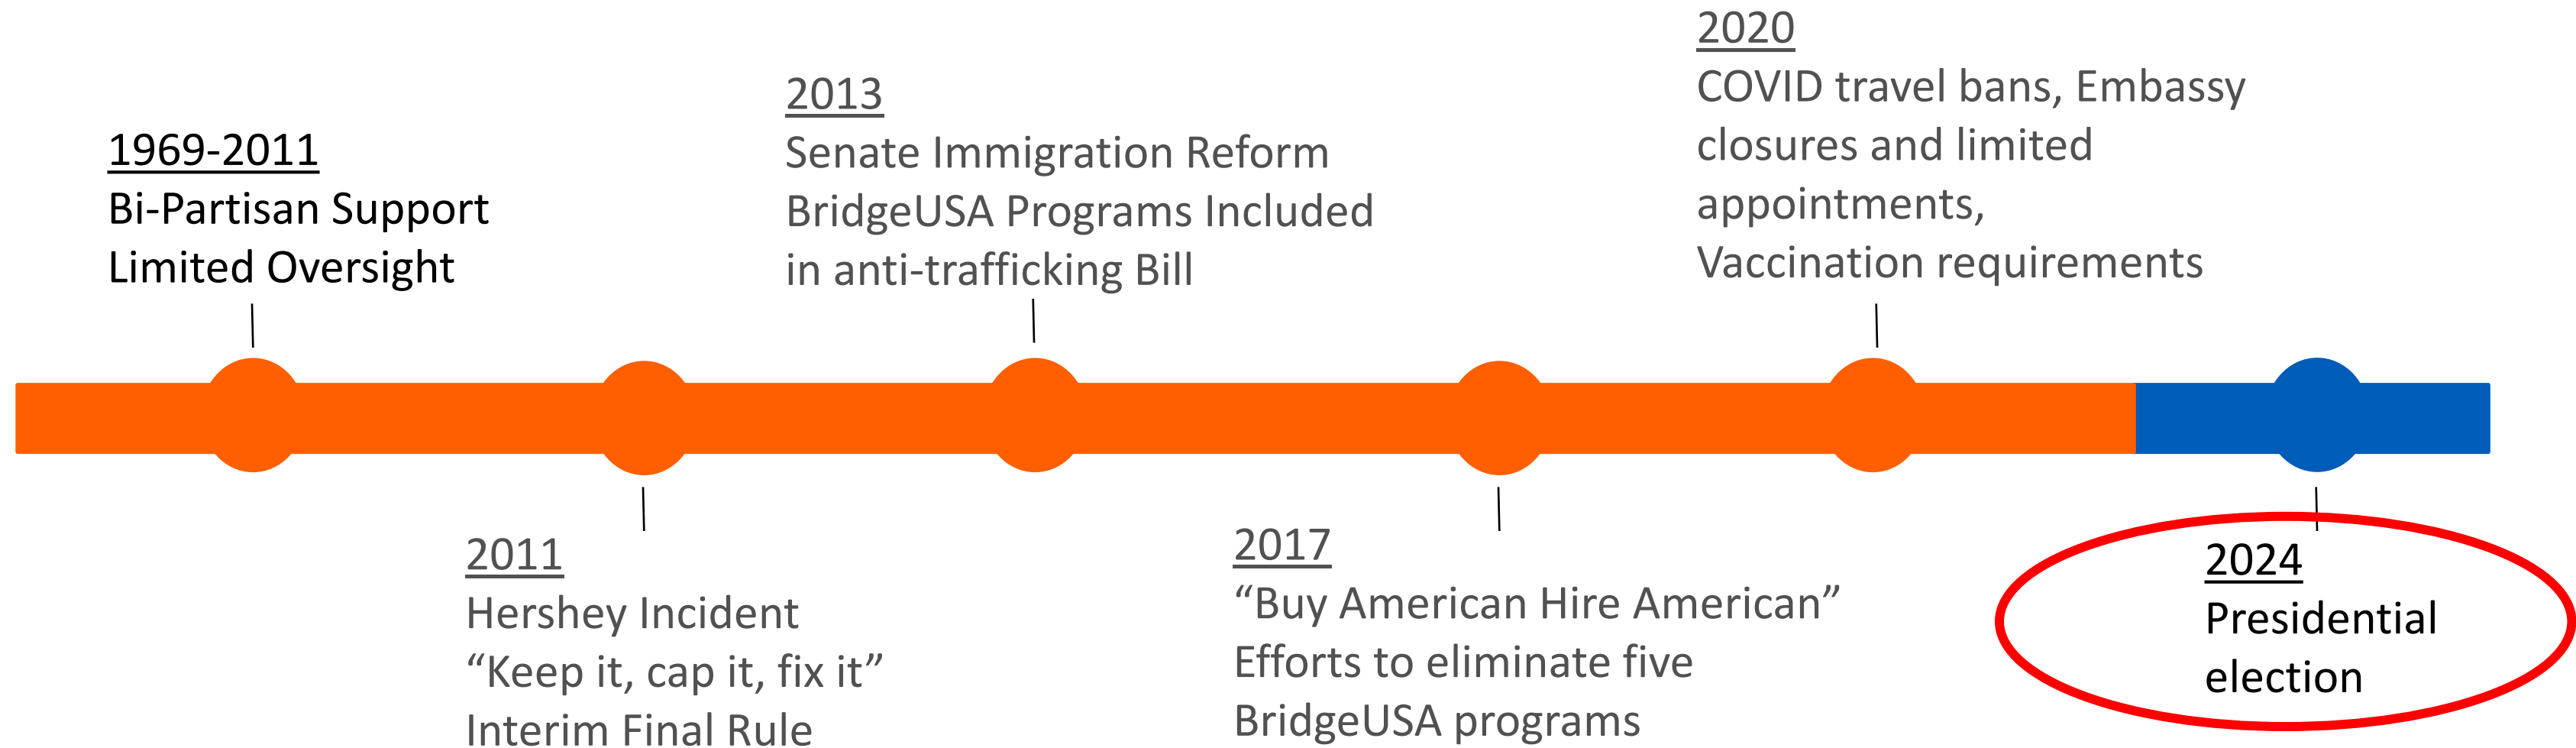 1969-2011
Bi-Partisan Support
Limited Oversight
2011
Hershey Incident
“Keep it, cap it, fix it”
Interim Final Rule
2013
Senate Immigration Reform
BridgeUSA Programs Included
in anti-trafficking Bill
2017
“Buy American Hire American”
Efforts to eliminate five
BridgeUSA programs
2020
COVID travel bans, Embassy
closures and limited
appointments,
Vaccination requirements
2024
Presidential
election